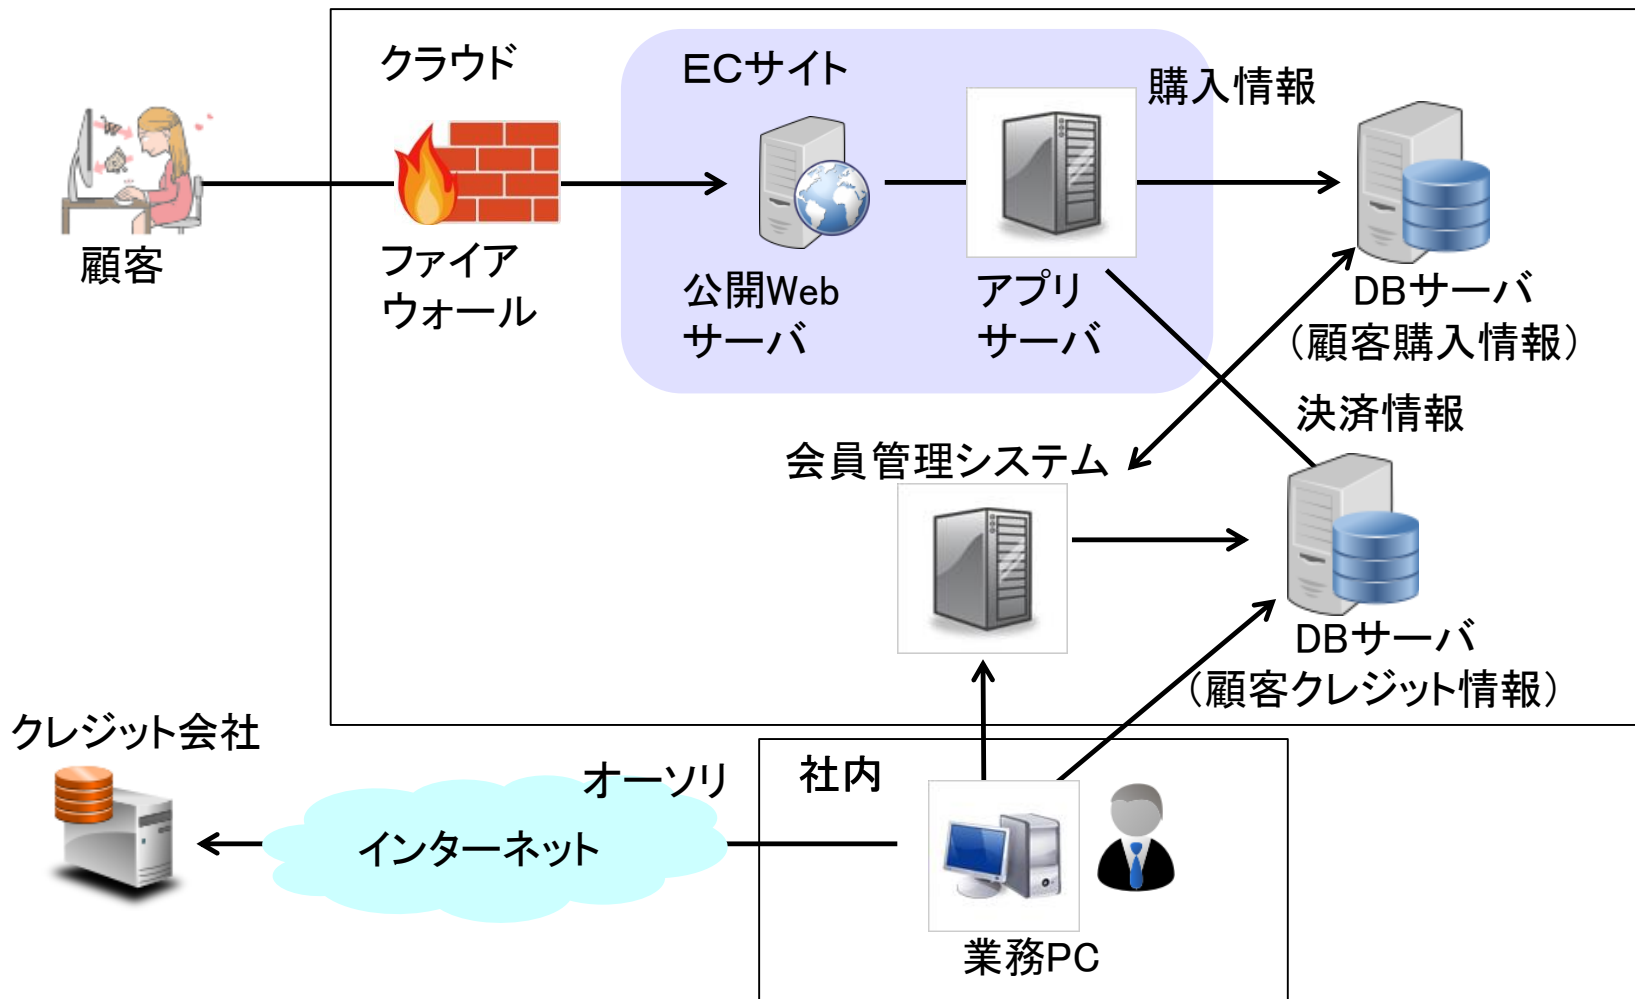 クラウド
ECサイト
購入情報
顧客
ファイア
ウォール
公開Web
サーバ
アプリ
サーバ
DBサーバ
(顧客購入情報)
決済情報
会員管理システム
DBサーバ
(顧客クレジット情報)
クレジット会社
オーソリ
社内
インターネット
業務PC